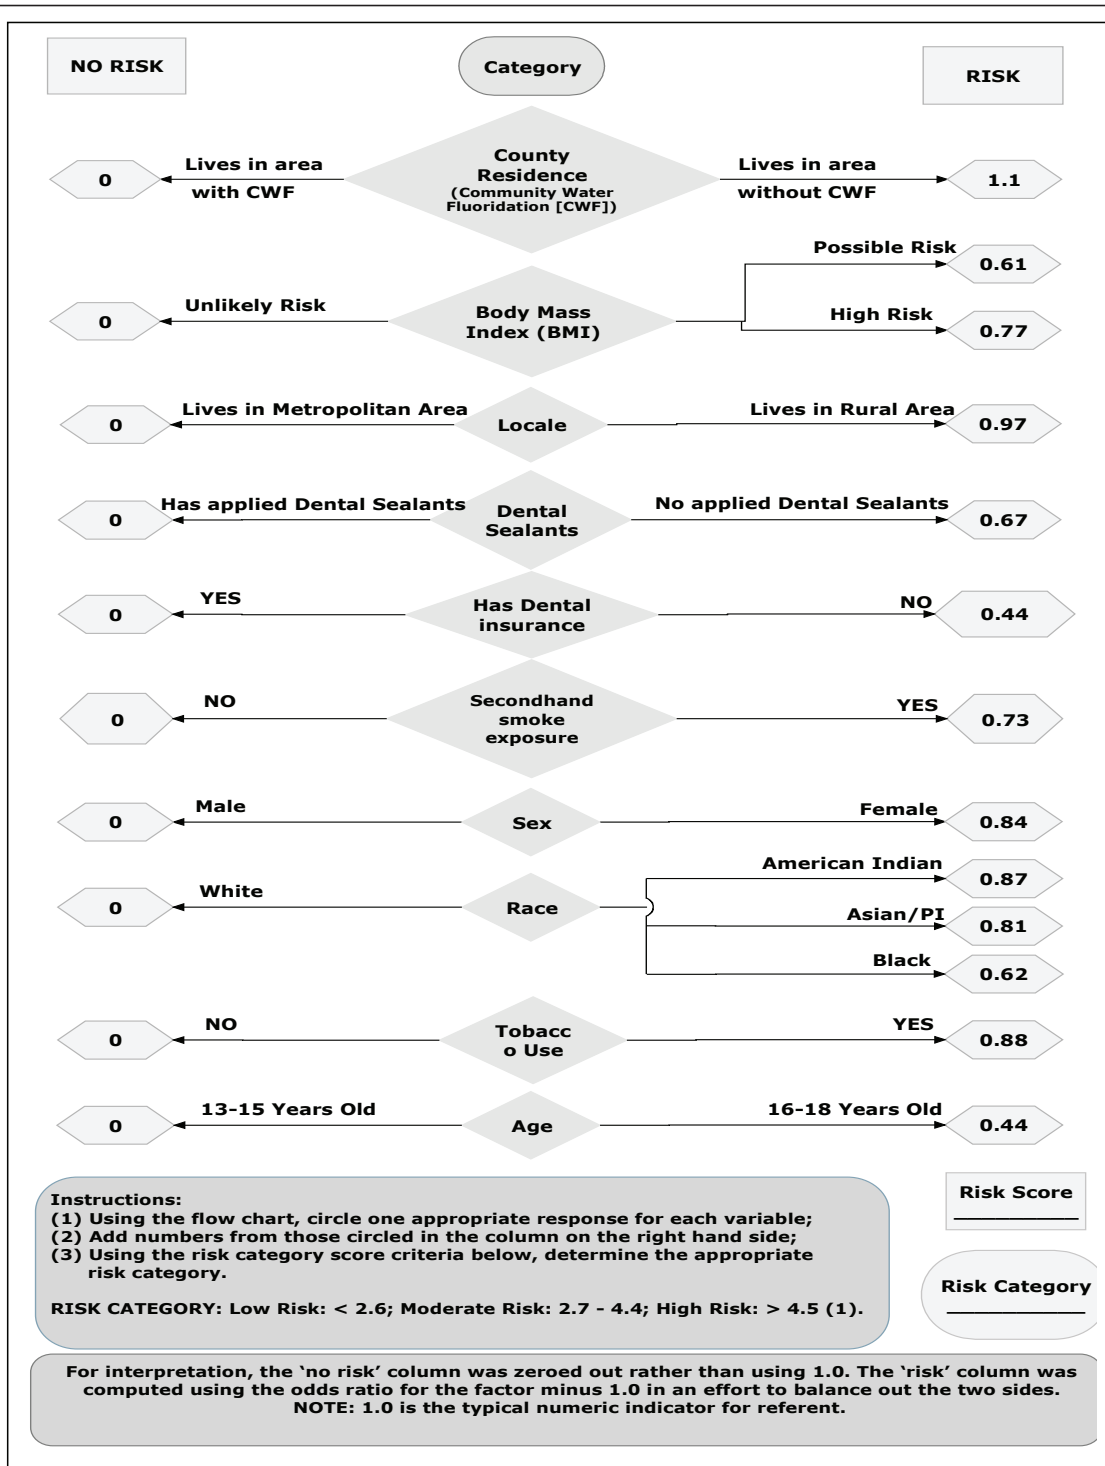 NO RISK
Category
RISK
County
Residence
(Community Water
Fluoridation [CWF])
Lives in area
with CWF
0
Lives in area
without CWF
1.1
Body Mass
Index (BMI)
Unlikely Risk
0
Possible Risk
0.61
High Risk
0.77
Locale
Lives in Metropolitan Area
0
Lives in Rural Area
0.97
Dental
Sealants
Has applied Dental Sealants
0
No applied Dental Sealants
0.67
Has Dental
insurance
YES
0
NO
0.44
Secondhand
smoke
exposure
NO
0
YES
0.73
Sex
Male
0
Female
0.84
Race
White
0
American Indian
0.87
Asian/PI
0.81
Black
0.62
Tobacc
o Use
NO
0
YES
0.88
Age
13-15 Years Old
0
16-18 Years Old
0.44
Instructions:
(1) Using the flow chart, circle one appropriate response for each variable;
(2) Add numbers from those circled in the column on the right hand side;
(3) Using the risk category score criteria below, determine the appropriate
risk category.
RISK CATEGORY: Low Risk: < 2.6; Moderate Risk: 2.7 - 4.4; High Risk: > 4.5 (1).
Risk Score
Risk Category
For interpretation, the ‘no risk’ column was zeroed out rather than using 1.0. The ‘risk’ column was
computed using the odds ratio for the factor minus 1.0 in an effort to balance out the two sides.
NOTE: 1.0 is the typical numeric indicator for referent.